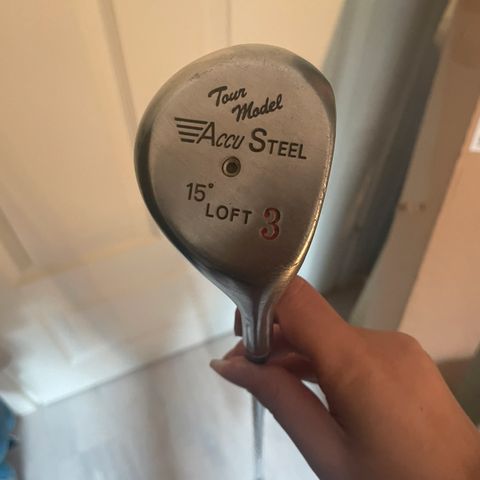 Tour
Model
Accu Steel
15°
LOFT 3